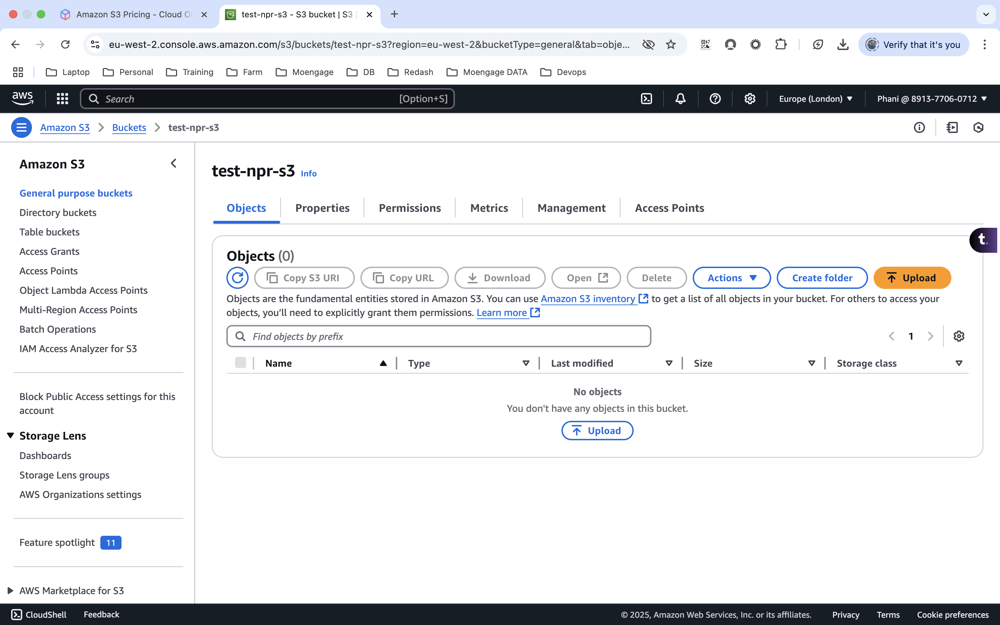 Amazon S3 Pricing - Cloud Ol
test-npr-s3 - S3 bucket | S3
eu-west-2.console.aws.amazon.com/s3/buckets/test-npr-s3?region=eu-west-2&bucketType=general&tab=obje...
Verify that it's you
Laptop
Personal
Training
Farm
Moengage
DB
Redash
Moengage DATA
Devops
aws
Search
[Option+S]
Europe (London)
Phani @ 8913-7706-0712
Amazon S3
Buckets
test-npr-s3
Amazon S3
General purpose buckets
Directory buckets
Table buckets
Access Grants
Access Points
Object Lambda Access Points
Multi-Region Access Points
Batch Operations
IAM Access Analyzer for S3
Block Public Access settings for this
account
Storage Lens
Dashboards
Storage Lens groups
AWS Organizations settings
Feature spotlight 11
AWS Marketplace for S3
test-npr-s3 Info
Objects
Properties
Permissions
Metrics
Management
Access Points
Objects (0)
Copy S3 URI
Copy URL
Download
Open
Delete
Actions
Create folder
Upload
Objects are the fundamental entities stored in Amazon S3. You can use Amazon S3 inventory to get a list of all objects in your bucket. For others to access your
objects, you’ll need to explicitly grant them permissions. Learn more
Find objects by prefix
1
Name
Type
Last modified
Size
Storage class
No objects
You don't have any objects in this bucket.
Upload
t.
CloudShell
Feedback
© 2025, Amazon Web Services, Inc. or its affiliates.
Privacy
Terms
Cookie preferences